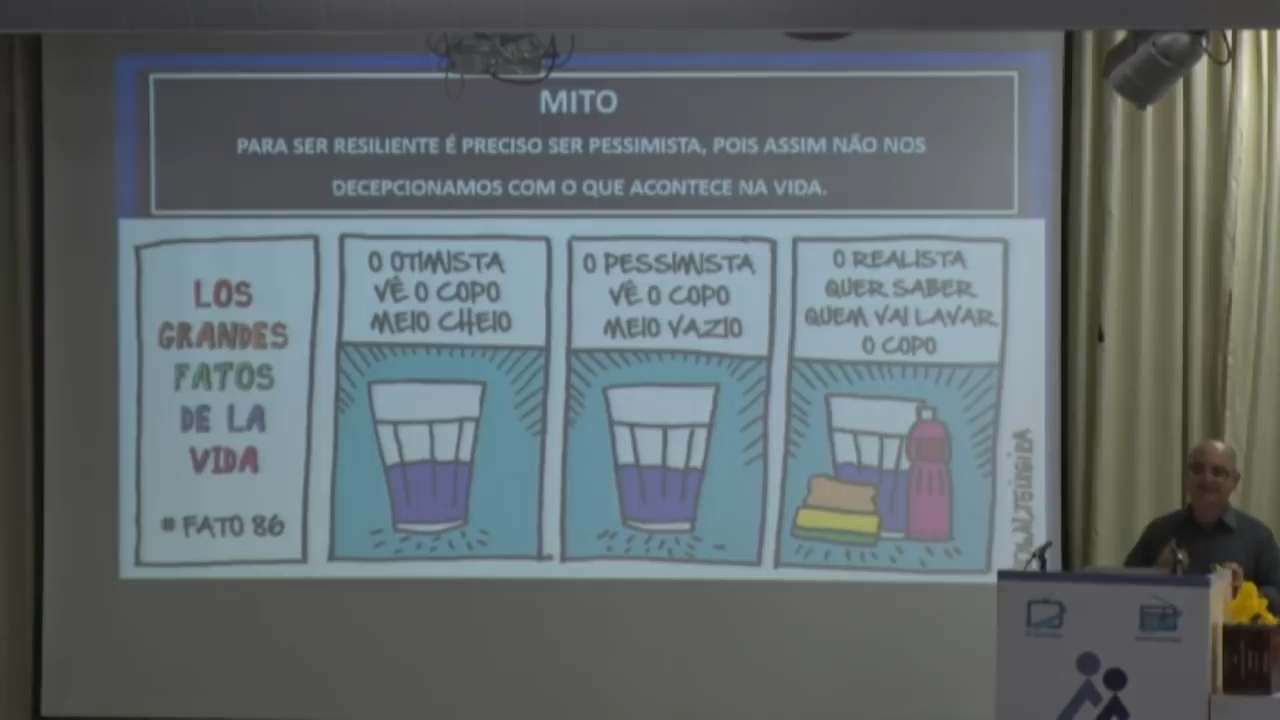 MITO
PARA SER RESILIENTE É PRECISO SER PESSIMISTA, POIS ASSIM NÃO NOS
DECEPCIONAMOS COM O QUE ACONTECE NA VIDA.
LOS
GRANDES
FATOS
DE LA
VIDA
# FATO 86
O OTIMISTA
VÊ O COPO
MEIO CHEIO
O PESSIMISTA
VÊ O COPO
MEIO VAZIO
O REALISTA
QUER SABER
QUEM VAI LAVAR
O COPO